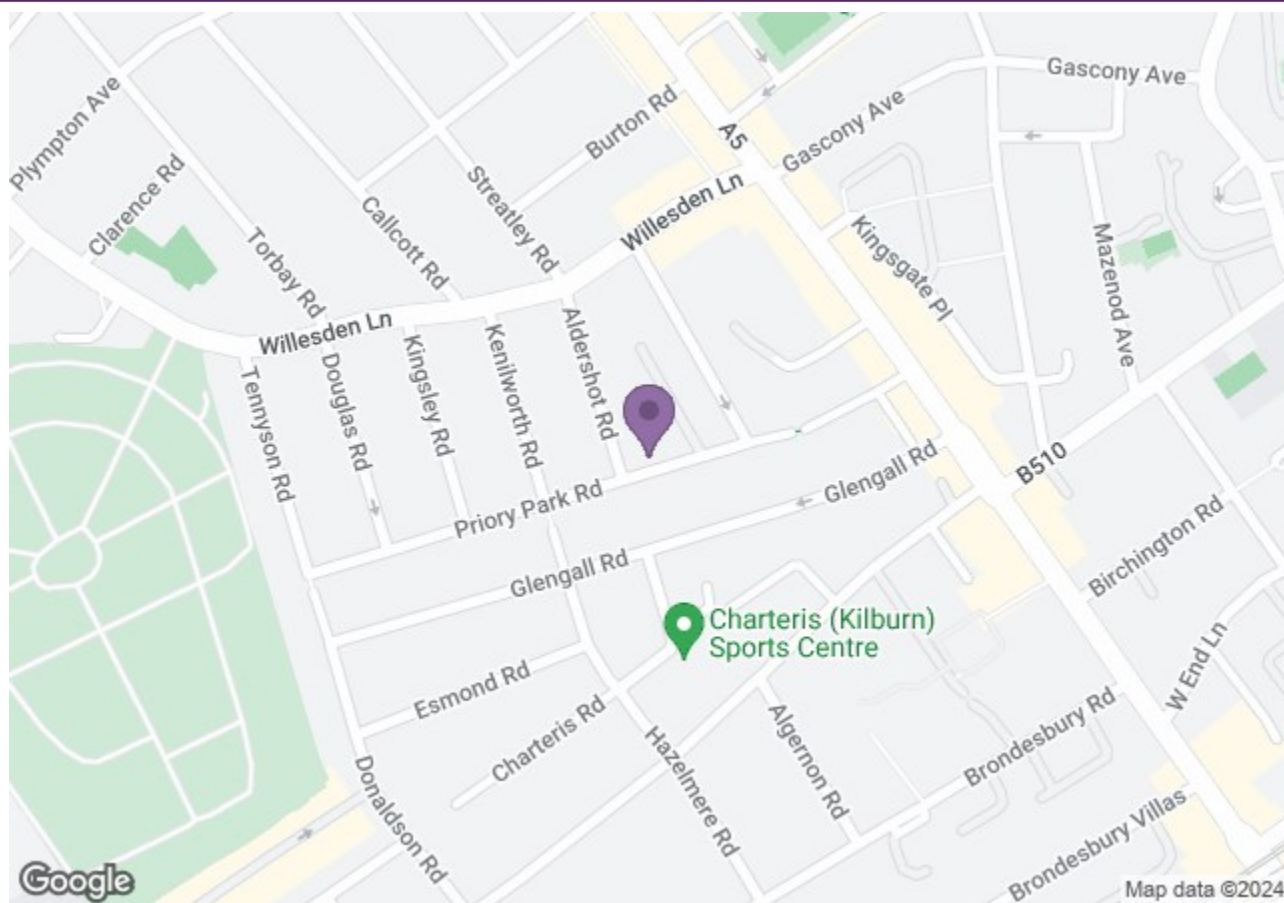 Gascony Ave
Plympton Ave
Burton Rd
A5
Gascony Ave
Clarence Rd
Streatley Rd
Willesden Ln
Callcott Rd
Torbay Rd
Kingsgate Pl
Mazenod Ave
Willesden Ln
Aldershot Rd
Kingsley Rd
Kenilworth Rd
Douglas Rd
Tennyson Rd
B510
Glengall Rd
Priory Park Rd
Birchington Rd
Glengall Rd
Charteris (Kilburn)
Sports Centre
W End Ln
Esmond Rd
Charteris Rd
Algernon Rd
Brondesbury Rd
Hazelmere Rd
Donaldson Rd
Brondesbury Villas
Google
Map data ©2024